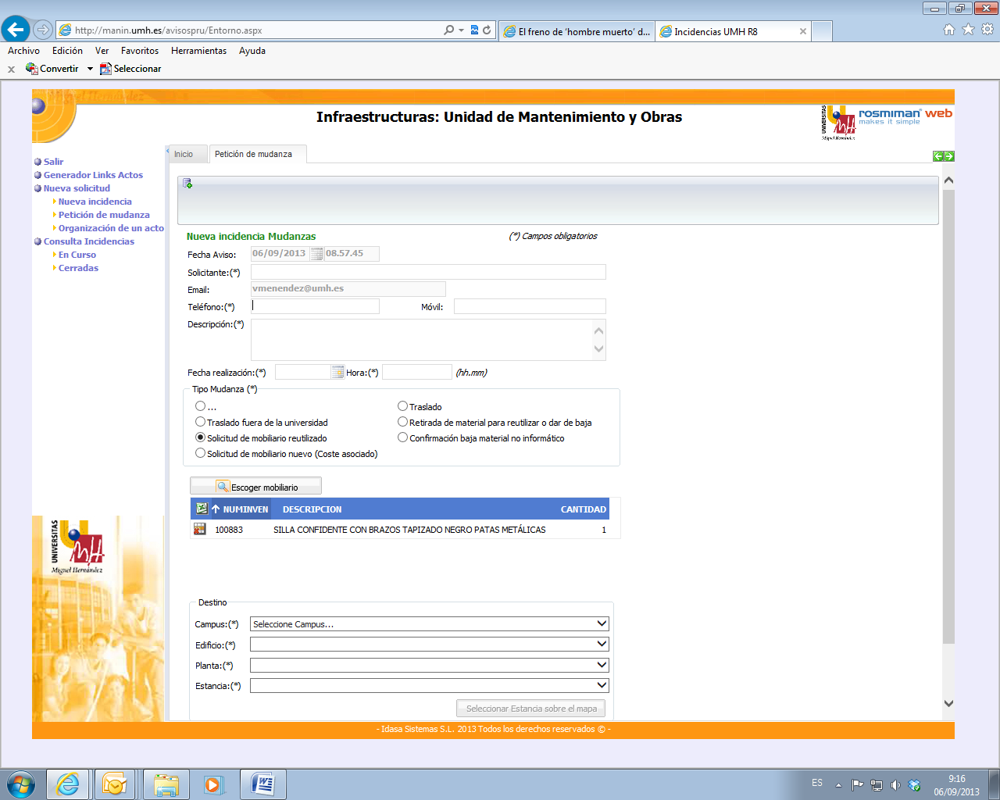 http://manin.umh.es/avisospru/Entorno.aspx
El freno de 'hombre muerto' d...
Incidencias UMH R8
Archivo Edición Ver Favoritos Herramientas Ayuda
x Convertir Seleccionar
Miguel Hernández
Infraestructuras: Unidad de Mantenimiento y Obras
UNIVERSITAS
Miguel Hernández
rosmiman® web
makes it simple
Inicio
Petición de mudanza
Salir
Generador Links Actos
Nueva solicitud
Nueva incidencia
Petición de mudanza
Organización de un acto
Consulta Incidencias
En Curso
Cerradas
Nueva incidencia Mudanzas
(*) Campos obligatorios
Fecha Aviso: 06/09/2013 08.57.45
Solicitante:(*)
Email: vmenendez@umh.es
Teléfono:(*) Móvil:
Descripción:(*)
Fecha realización:(*) Hora:(*) (hh.mm)
Tipo Mudanza (*)
... Traslado
Traslado fuera de la universidad Retirada de material para reutilizar o dar de baja
Solicitud de mobiliario reutilizado Confirmación baja material no informático
Solicitud de mobiliario nuevo (Coste asociado)
Escoger mobiliario
NUMINVEN DESCRIPCION CANTIDAD
100883 SILLA CONFIDENTE CON BRAZOS TAPIZADO NEGRO PATAS METÁLICAS 1
UNIVERSITAS
Miguel Hernández
Destino
Campus:(*) Seleccione Campus...
Edificio:(*)
Planta:(*)
Estancia:(*)
Seleccionar Estancia sobre el mapa
- Idasa Sistemas S.L. 2013 Todos los derechos reservados © -
ES
9:16
06/09/2013